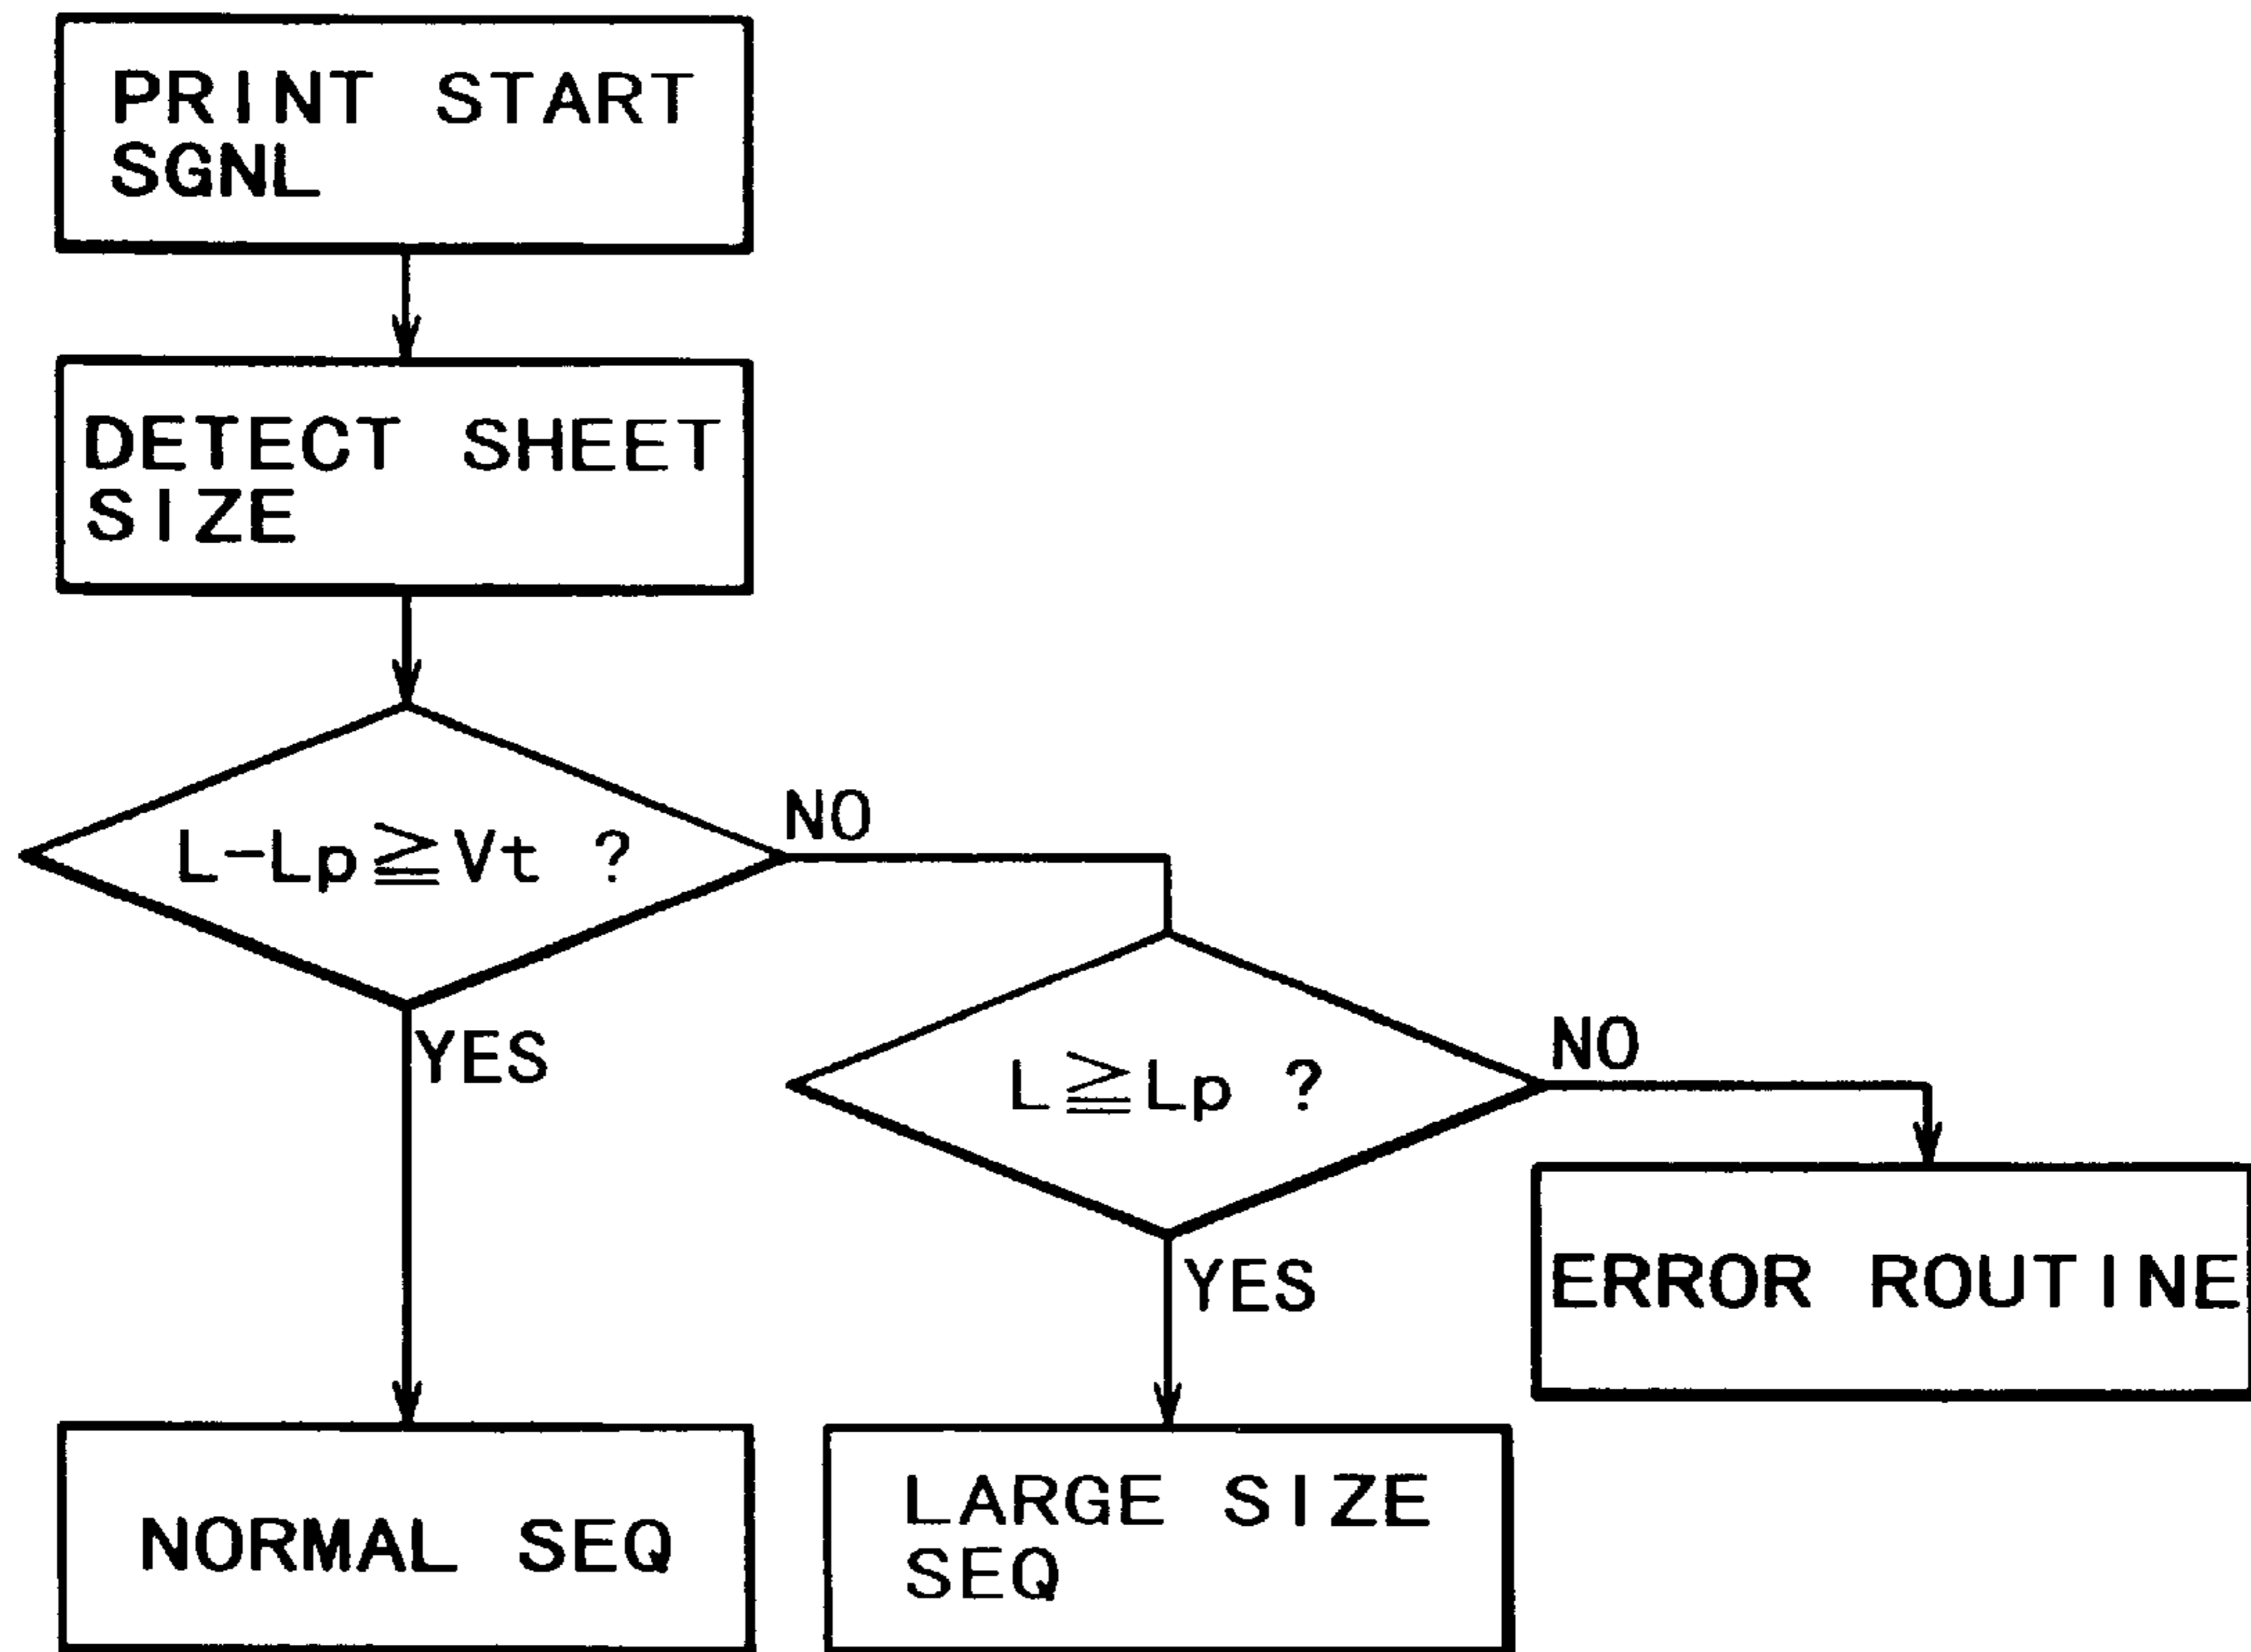 PRINT START
SGNL
DETECT SHEET
SIZE
L-Lp≧Vt ?
NO
YES
L≧Lp ?
NO
YES
ERROR ROUTINE
NORMAL SEQ
LARGE SIZE
SEQ